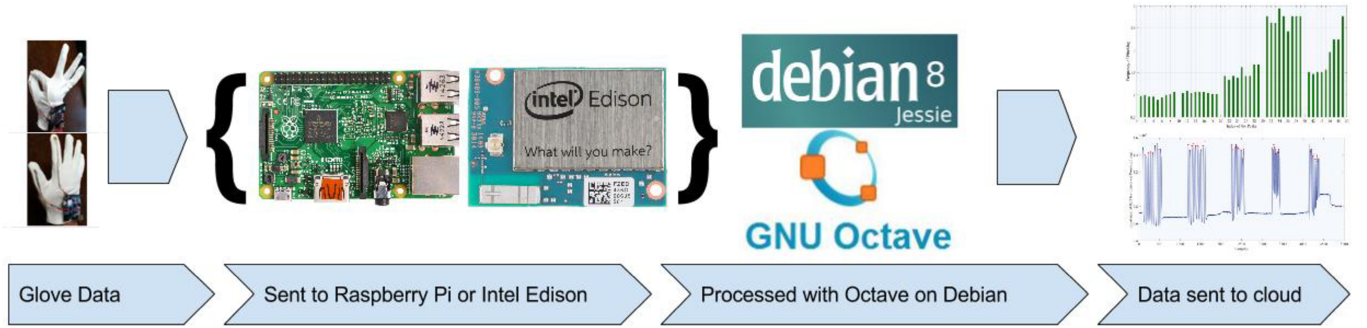 debian 8
Jessie
intel Edison
What will you make?
HDMI
GNU Octave
Glove Data
Sent to Raspberry Pi or Intel Edison
Processed with Octave on Debian
Data sent to cloud